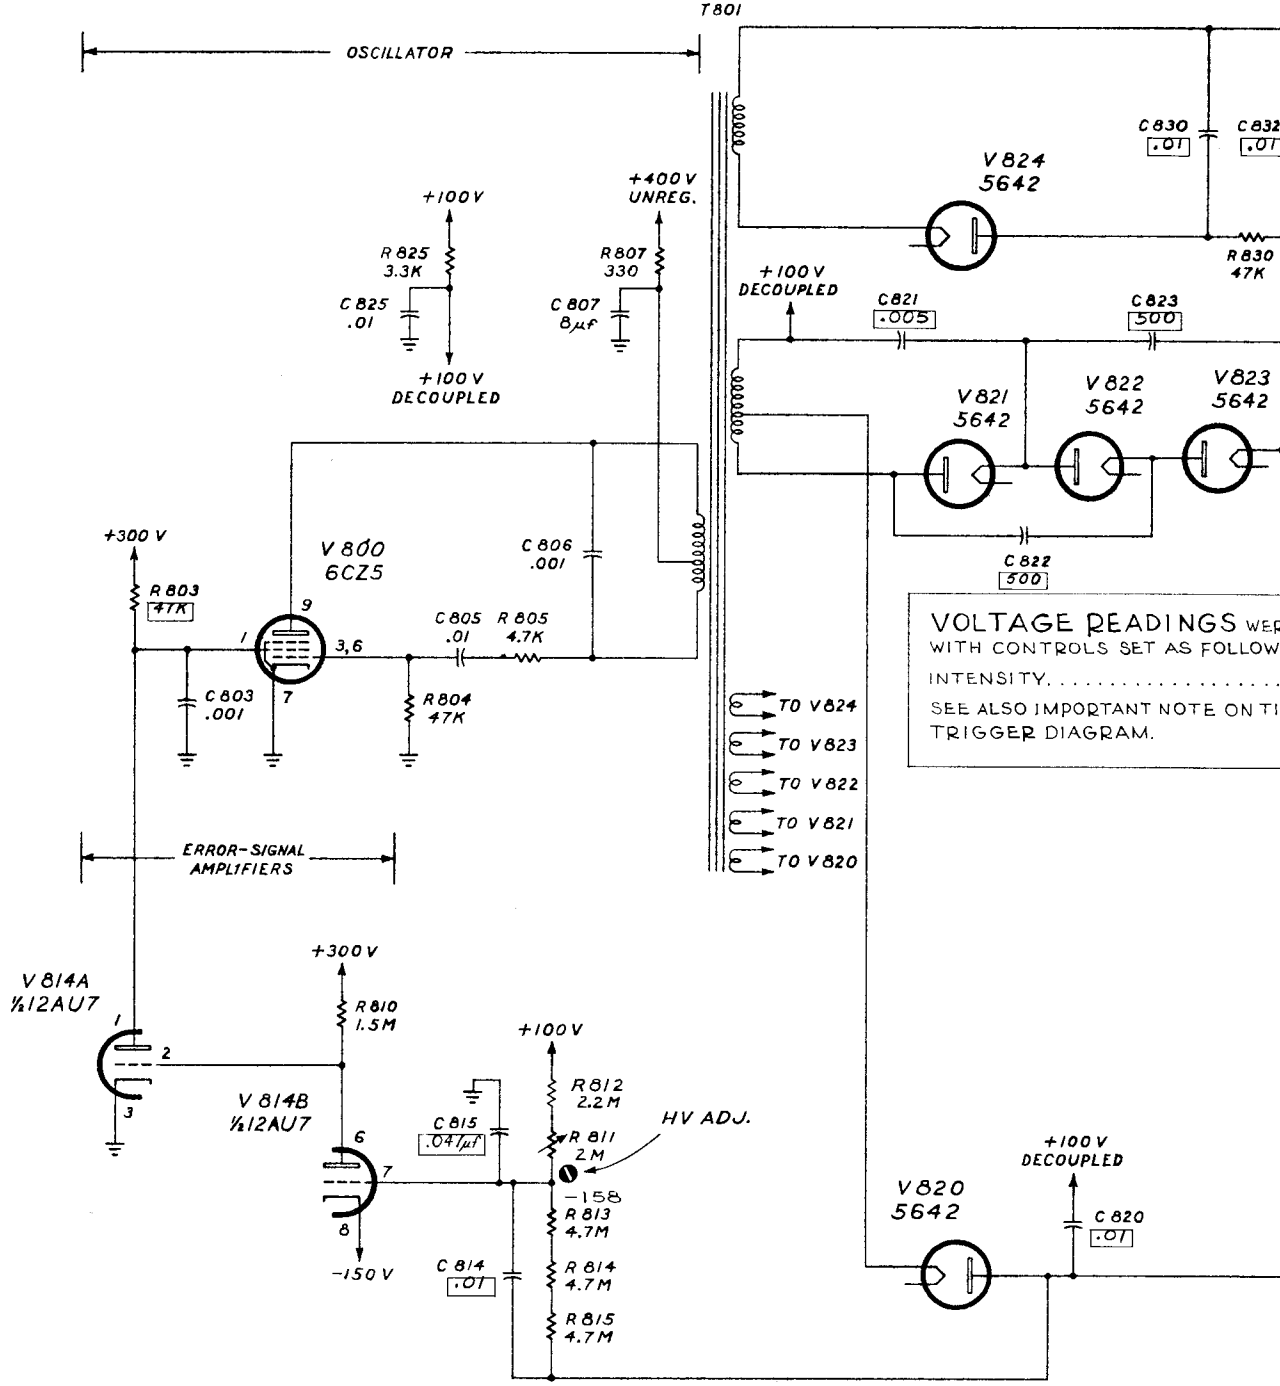 T801
OSCILLATOR
C830
.01
C832
.01
V824
5642
R830
47K
+100V
+400V
UNREG.
R825
3.3K
R807
330
C825
.01
C807
8µf
+100V
DECOUPLED
+100V
DECOUPLED
C821
.005
C823
500
V821
5642
V822
5642
V823
5642
C822
500
+300V
R803
47K
V800
6CZ5
9
1
3,6
7
C806
.001
C805
.01
R805
4.7K
C803
.001
R804
47K
VOLTAGE READINGS WER
WITH CONTROLS SET AS FOLLOW
INTENSITY. . . . . . . . . . . . . . . . . .
SEE ALSO IMPORTANT NOTE ON TI
TRIGGER DIAGRAM.
TO V824
TO V823
TO V822
TO V821
TO V820
ERROR-SIGNAL
AMPLIFIERS
V814A
½12AU7
1
2
3
+300V
R810
1.5M
V814B
½12AU7
6
7
8
-150V
+100V
R812
2.2M
R811
2M
HV ADJ.
C815
.047µf
-158
R813
4.7M
R814
4.7M
R815
4.7M
C814
.01
V820
5642
+100V
DECOUPLED
C820
.01